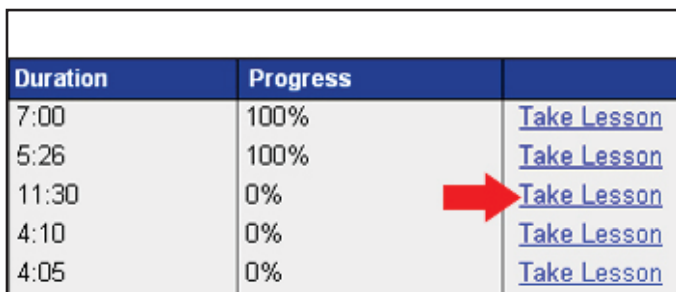 Duration Progress
7:00 100% Take Lesson
5:26 100% Take Lesson
11:30 0% Take Lesson
4:10 0% Take Lesson
4:05 0% Take Lesson